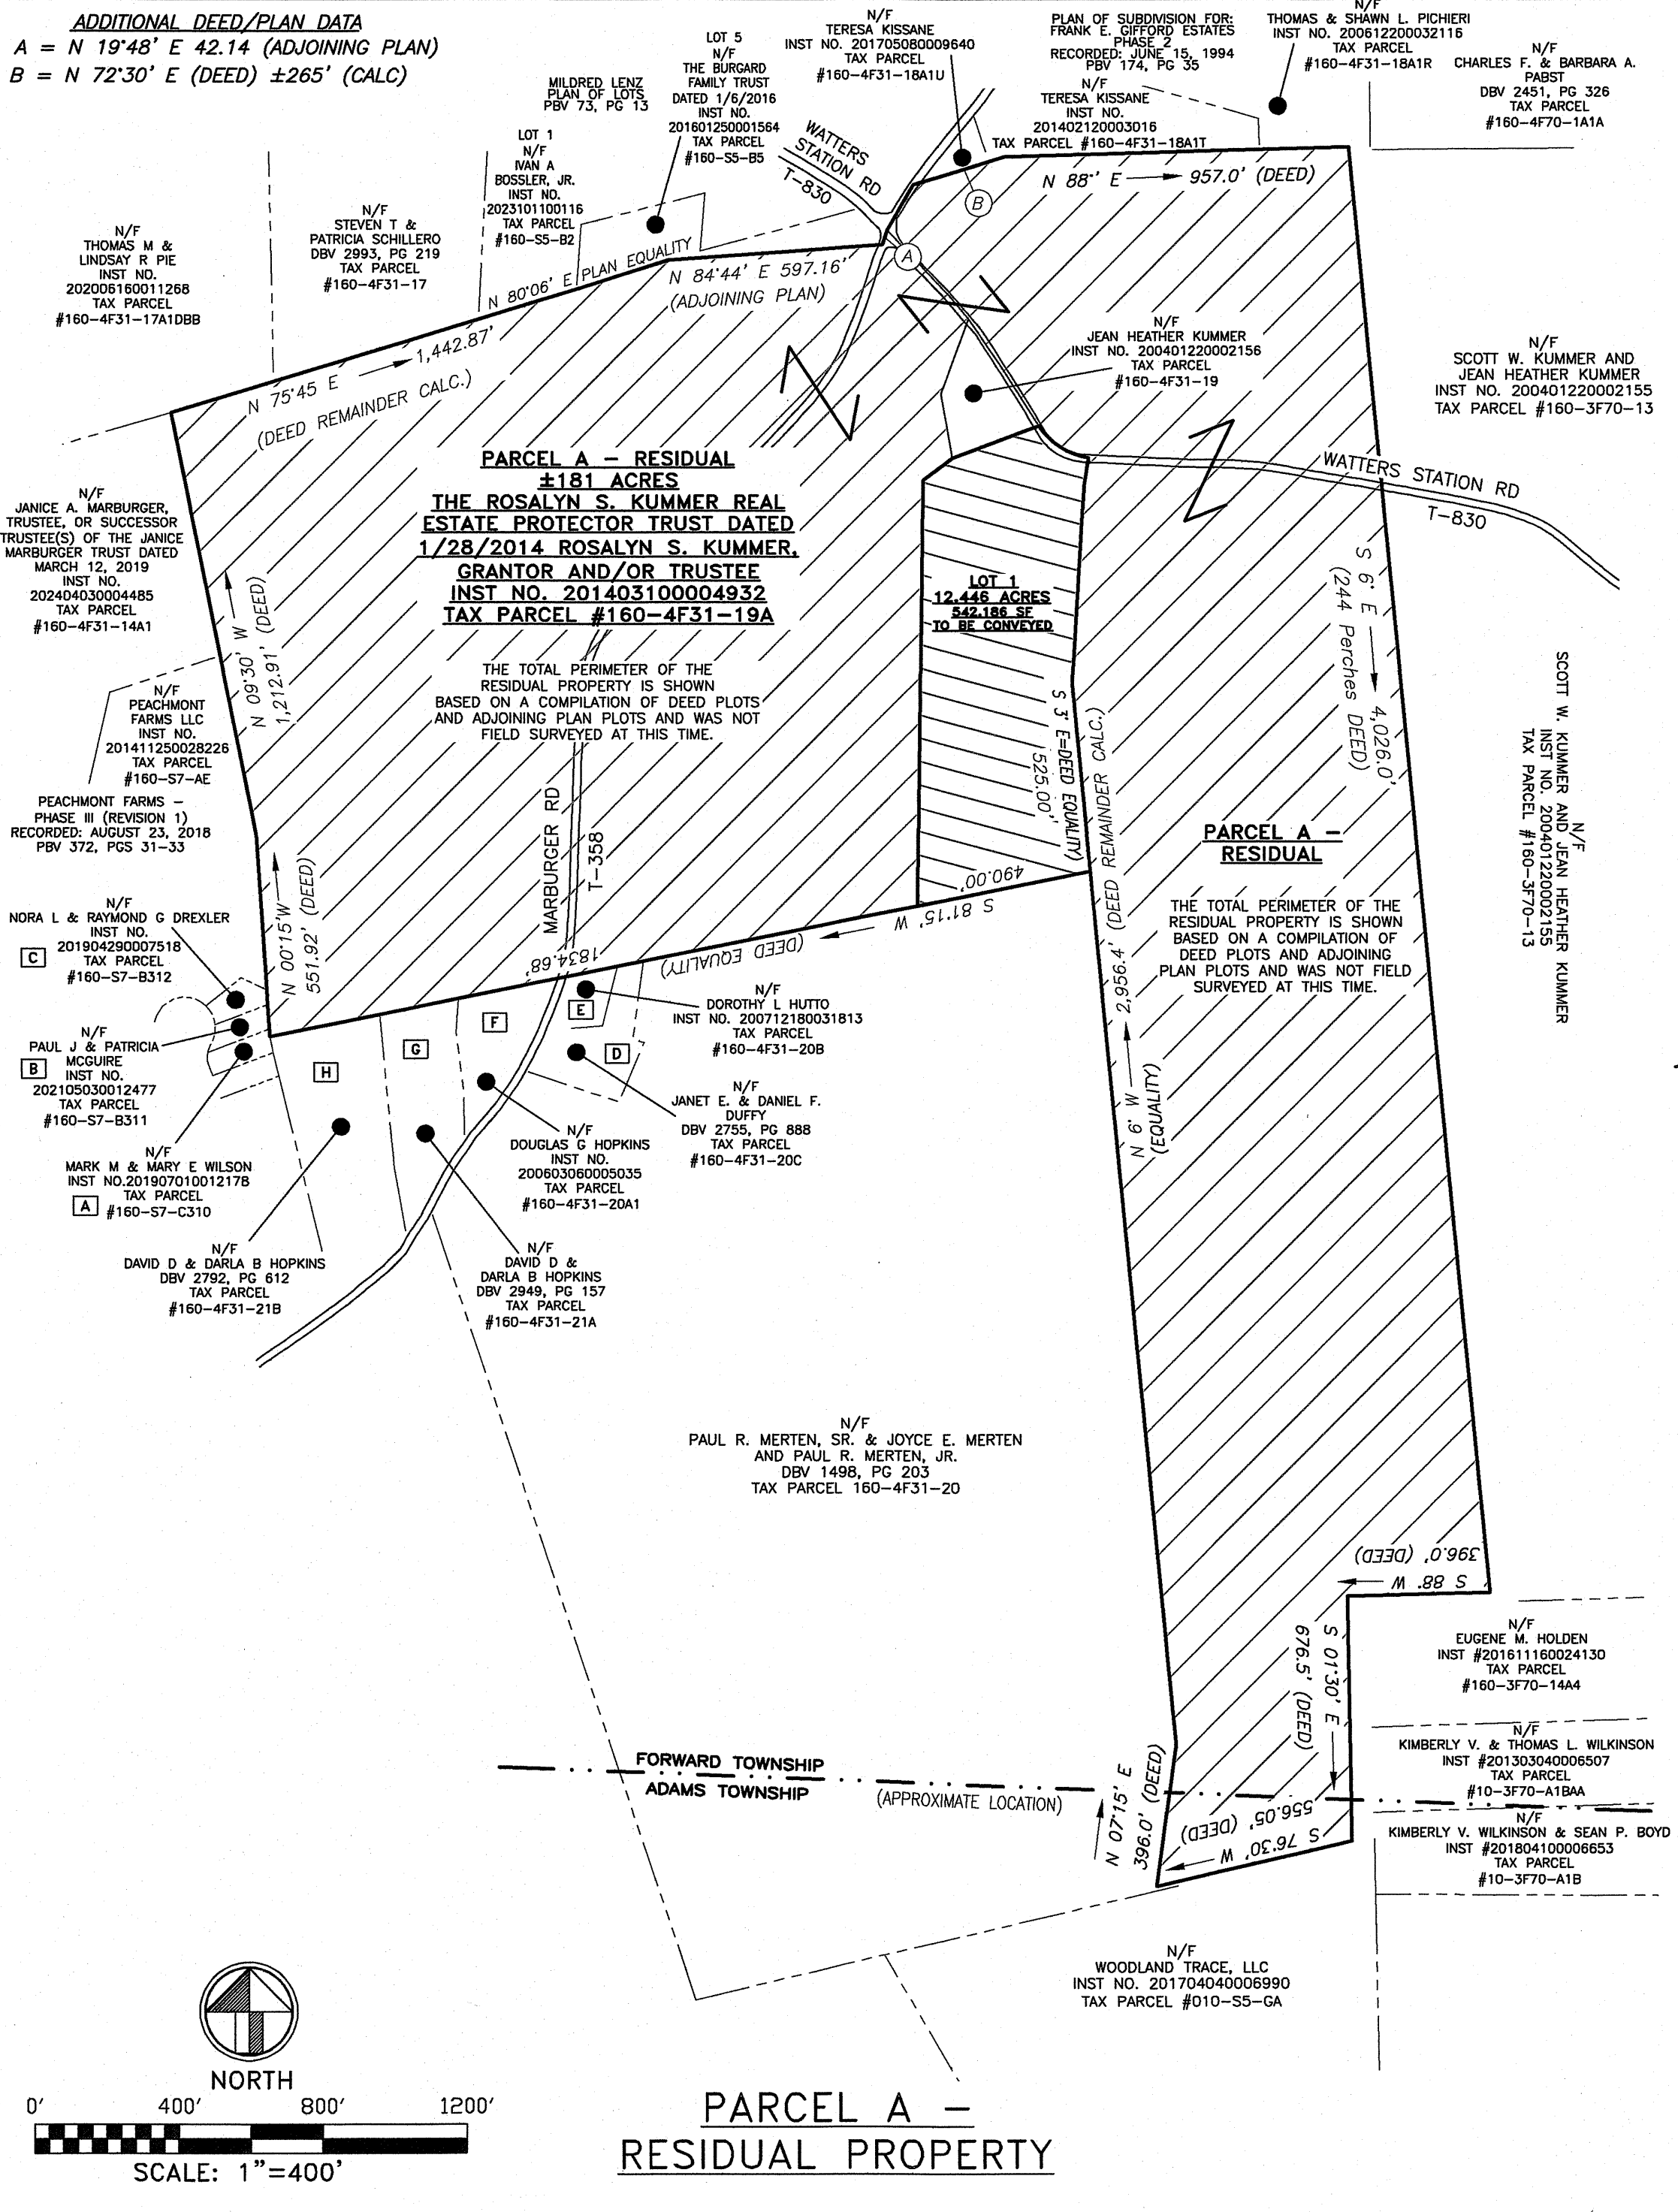 ADDITIONAL DEED/PLAN DATA
A = N 19°48' E 42.14 (ADJOINING PLAN)
B = N 72°30' E (DEED) ±265' (CALC)
MILDRED LENZ
PLAN OF LOTS
PBV 73, PG 13
LOT 5
N/F
THE BURGARD
FAMILY TRUST
DATED 1/6/2016
INST NO.
201601250001564
TAX PARCEL
#160-S5-B5
N/F
TERESA KISSANE
INST NO. 201705080009640
TAX PARCEL
#160-4F31-18A1U
PLAN OF SUBDIVISION FOR:
FRANK E. GIFFORD ESTATES
PHASE 2
RECORDED: JUNE 15, 1994
PBV 174, PG 35
N/F
TERESA KISSANE
INST NO.
201402120003016
TAX PARCEL #160-4F31-18A1T
N/F
THOMAS & SHAWN L. PICHIERI
INST NO. 200612200032116
TAX PARCEL
#160-4F31-18A1R
N/F
CHARLES F. & BARBARA A.
PABST
DBV 2451, PG 326
TAX PARCEL
#160-4F70-1A1A
LOT 1
N/F
IVAN A
BOSSLER, JR.
INST NO.
2023101100116
TAX PARCEL
#160-S5-B2
N/F
STEVEN T &
PATRICIA SCHILLERO
DBV 2993, PG 219
TAX PARCEL
#160-4F31-17
N/F
THOMAS M &
LINDSAY R PIE
INST NO.
202006160011268
TAX PARCEL
#160-4F31-17A1DBB
WATTERS
STATION RD
T-830
N 88° E 957.0' (DEED)
B
A
N 80°06' E PLAN EQUALITY
N 84°44' E 597.16'
(ADJOINING PLAN)
N 75°45 E 1,442.87'
(DEED REMAINDER CALC.)
N/F
JEAN HEATHER KUMMER
INST NO. 200401220002156
TAX PARCEL
#160-4F31-19
N/F
SCOTT W. KUMMER AND
JEAN HEATHER KUMMER
INST NO. 200401220002155
TAX PARCEL #160-3F70-13
WATTERS STATION RD
T-830
PARCEL A - RESIDUAL
±181 ACRES
THE ROSALYN S. KUMMER REAL
ESTATE PROTECTOR TRUST DATED
1/28/2014 ROSALYN S. KUMMER,
GRANTOR AND/OR TRUSTEE
INST NO. 201403100004932
TAX PARCEL #160-4F31-19A
THE TOTAL PERIMETER OF THE
RESIDUAL PROPERTY IS SHOWN
BASED ON A COMPILATION OF DEED PLOTS
AND ADJOINING PLAN PLOTS AND WAS NOT
FIELD SURVEYED AT THIS TIME.
N/F
JANICE A. MARBURGER,
TRUSTEE, OR SUCCESSOR
TRUSTEE(S) OF THE JANICE
MARBURGER TRUST DATED
MARCH 12, 2019
INST NO.
202404030004485
TAX PARCEL
#160-4F31-14A1
N 09°30' W
1,212.91' (DEED)
LOT 1
12.446 ACRES
542,186 SF
TO BE CONVEYED
S 6° E 4,026.0'
(244 Perches DEED)
S 3° E=DEED EQUALITY)
525.00'
N/F
SCOTT W. KUMMER AND JEAN HEATHER KUMMER
INST NO. 200401220002155
TAX PARCEL #160-3F70-13
N/F
PEACHMONT
FARMS LLC
INST NO.
201411250028226
TAX PARCEL
#160-S7-AE
PEACHMONT FARMS -
PHASE III (REVISION 1)
RECORDED: AUGUST 23, 2018
PBV 372, PGS 31-33
MARBURGER RD
T-358
PARCEL A -
RESIDUAL
THE TOTAL PERIMETER OF THE
RESIDUAL PROPERTY IS SHOWN
BASED ON A COMPILATION OF
DEED PLOTS AND ADJOINING
PLAN PLOTS AND WAS NOT FIELD
SURVEYED AT THIS TIME.
N 00°15'W
551.92' (DEED)
490.00'
S 81°15' W
(DEED EQUALITY)
1834.68'
N 6° W 2,956.4' (DEED REMAINDER CALC.)
(EQUALITY)
N/F
NORA L & RAYMOND G DREXLER
INST NO.
201904290007518
TAX PARCEL
#160-S7-B312
C
N/F
PAUL J & PATRICIA
MCGUIRE
INST NO.
202105030012477
TAX PARCEL
#160-S7-B311
B
N/F
MARK M & MARY E WILSON
INST NO.201907010012178
TAX PARCEL
#160-S7-C310
A
H
G
F
E
D
N/F
DOROTHY L HUTTO
INST NO. 200712180031813
TAX PARCEL
#160-4F31-20B
N/F
JANET E. & DANIEL F.
DUFFY
DBV 2755, PG 888
TAX PARCEL
#160-4F31-20C
N/F
DOUGLAS G HOPKINS
INST NO.
200603060005035
TAX PARCEL
#160-4F31-20A1
N/F
DAVID D & DARLA B HOPKINS
DBV 2792, PG 612
TAX PARCEL
#160-4F31-21B
N/F
DAVID D &
DARLA B HOPKINS
DBV 2949, PG 157
TAX PARCEL
#160-4F31-21A
N/F
PAUL R. MERTEN, SR. & JOYCE E. MERTEN
AND PAUL R. MERTEN, JR.
DBV 1498, PG 203
TAX PARCEL 160-4F31-20
S 88° W
396.0' (DEED)
S 01°30' E
676.5' (DEED)
N/F
EUGENE M. HOLDEN
INST #201611160024130
TAX PARCEL
#160-3F70-14A4
N/F
KIMBERLY V. & THOMAS L. WILKINSON
INST #201303040006507
TAX PARCEL
#10-3F70-A1BAA
N/F
KIMBERLY V. WILKINSON & SEAN P. BOYD
INST #201804100006653
TAX PARCEL
#10-3F70-A1B
FORWARD TOWNSHIP
ADAMS TOWNSHIP
(APPROXIMATE LOCATION)
N 07°15' E
396.0' (DEED)
S 76°30' W
556.05' (DEED)
N/F
WOODLAND TRACE, LLC
INST NO. 201704040006990
TAX PARCEL #010-S5-GA
NORTH
0' 400' 800' 1200'
SCALE: 1"=400'
PARCEL A -
RESIDUAL PROPERTY